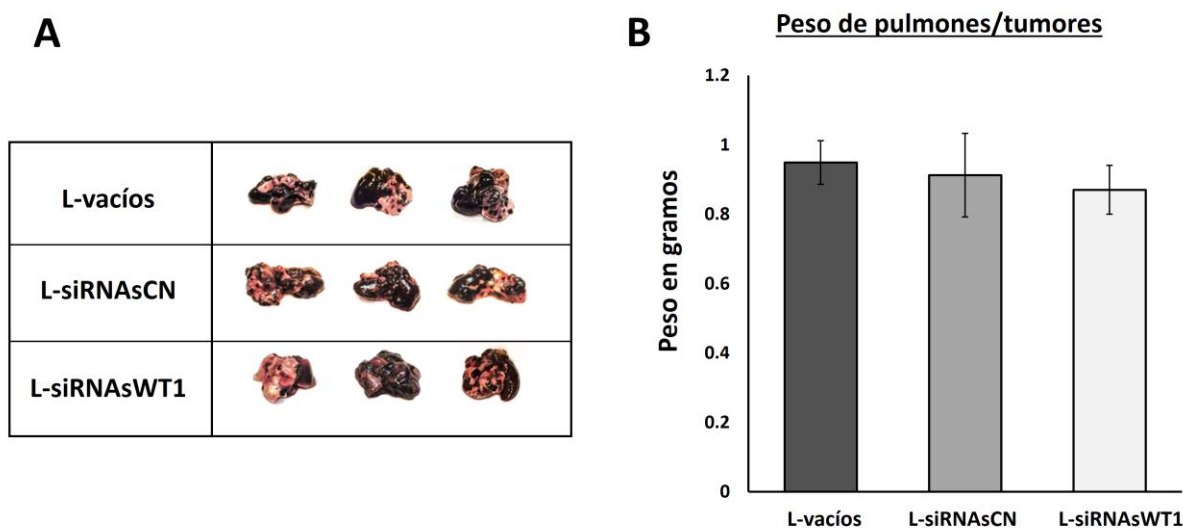 A
L-vacíos
L-siRNAsCN
L-siRNAsWT1
B
Peso de pulmones/tumores
Peso en gramos
1.2
1
0.8
0.6
0.4
0.2
0
L-vacíos L-siRNAsCN L-siRNAsWT1